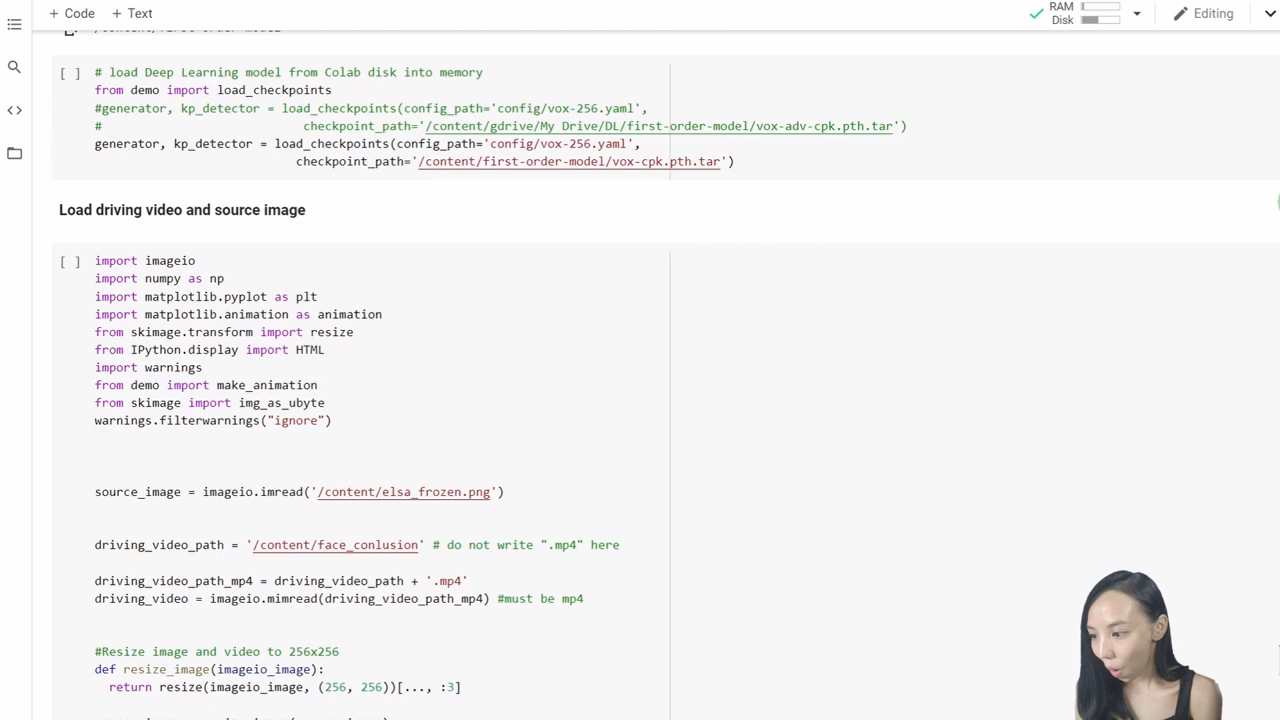 + Code + Text
RAM
Disk
Editing
[ ] # load Deep Learning model from Colab disk into memory
from demo import load_checkpoints
#generator, kp_detector = load_checkpoints(config_path='config/vox-256.yaml',
# checkpoint_path='/content/gdrive/My Drive/DL/first-order-model/vox-adv-cpk.pth.tar')
generator, kp_detector = load_checkpoints(config_path='config/vox-256.yaml',
checkpoint_path='/content/first-order-model/vox-cpk.pth.tar')
Load driving video and source image
[ ] import imageio
import numpy as np
import matplotlib.pyplot as plt
import matplotlib.animation as animation
from skimage.transform import resize
from IPython.display import HTML
import warnings
from demo import make_animation
from skimage import img_as_ubyte
warnings.filterwarnings("ignore")
source_image = imageio.imread('/content/elsa_frozen.png')
driving_video_path = '/content/face_conlusion' # do not write ".mp4" here
driving_video_path_mp4 = driving_video_path + '.mp4'
driving_video = imageio.mimread(driving_video_path_mp4) #must be mp4
#Resize image and video to 256x256
def resize_image(imageio_image):
return resize(imageio_image, (256, 256))[..., :3]